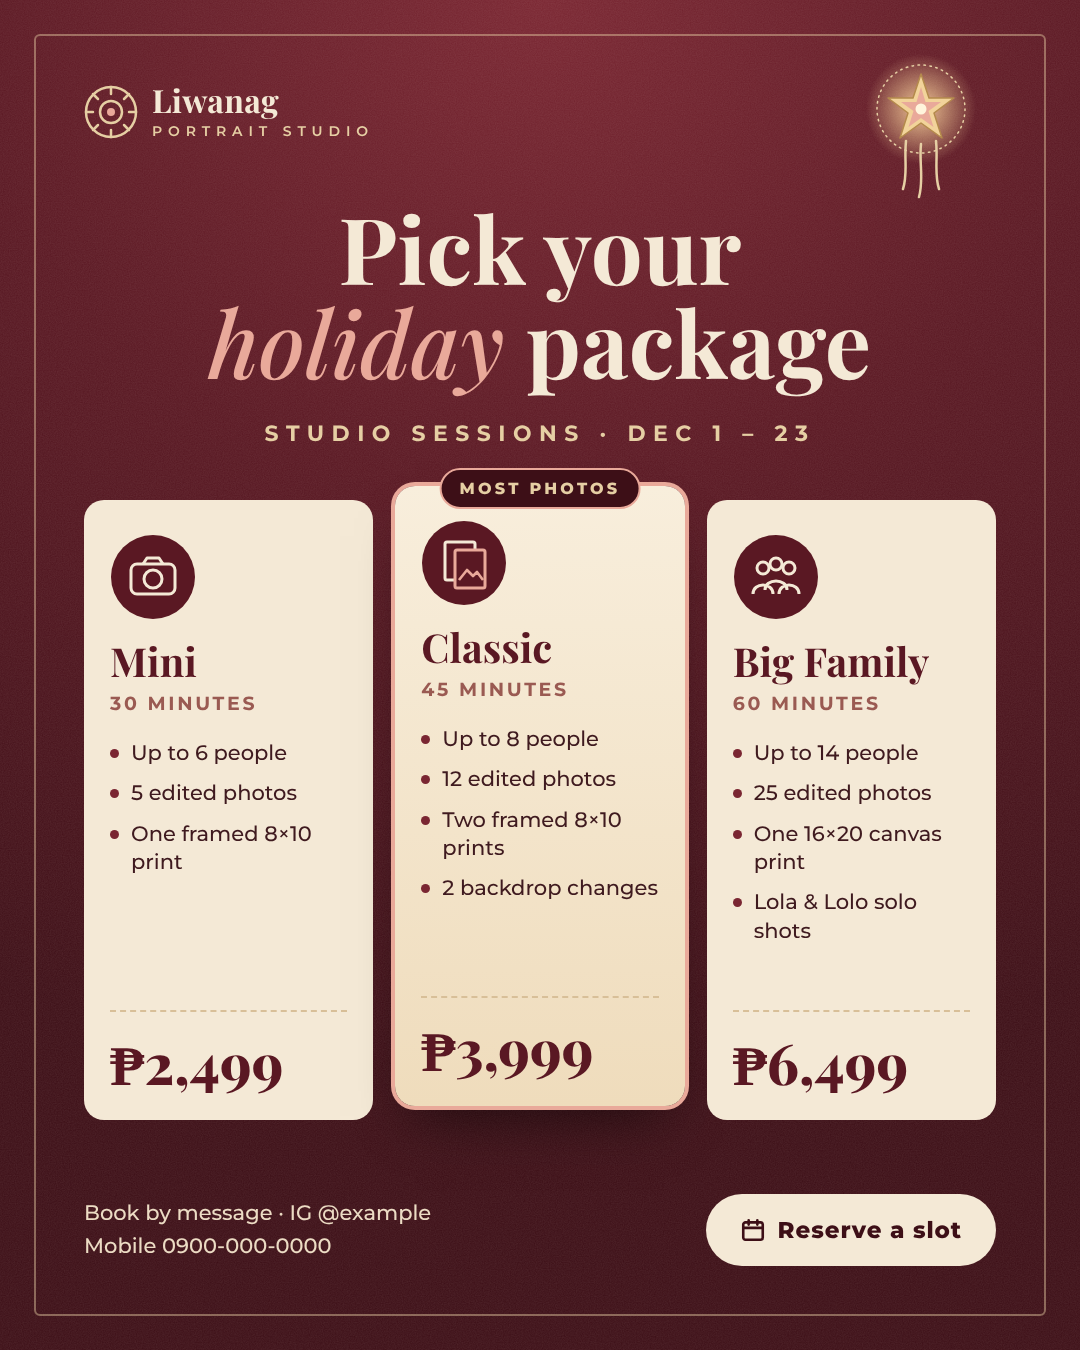 Liwanag
PORTRAIT STUDIO
Pick your
holiday package
STUDIO SESSIONS · DEC 1 – 23
Mini
30 MINUTES
Up to 6 people
5 edited photos
One framed 8×10
print
₱2,499
MOST PHOTOS
Classic
45 MINUTES
Up to 8 people
12 edited photos
Two framed 8×10
prints
2 backdrop changes
₱3,999
Big Family
60 MINUTES
Up to 14 people
25 edited photos
One 16×20 canvas
print
Lola & Lolo solo
shots
₱6,499
Book by message · IG @example
Mobile 0900-000-0000
Reserve a slot